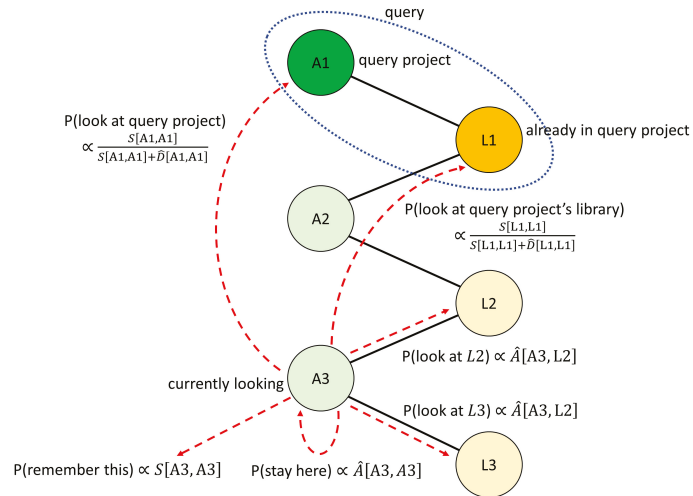 query
A1
query project
P(look at query project)
∝ S[A1,A1] / S[A1,A1]+D̂[A1,A1]
L1
already in query project
A2
P(look at query project's library)
∝ S[L1,L1] / S[L1,L1]+D̂[L1,L1]
L2
P(look at L2) ∝ Â[A3, L2]
currently looking
A3
P(look at L3) ∝ Â[A3, L2]
P(remember this) ∝ S[A3, A3]
P(stay here) ∝ Â[A3, A3]
L3